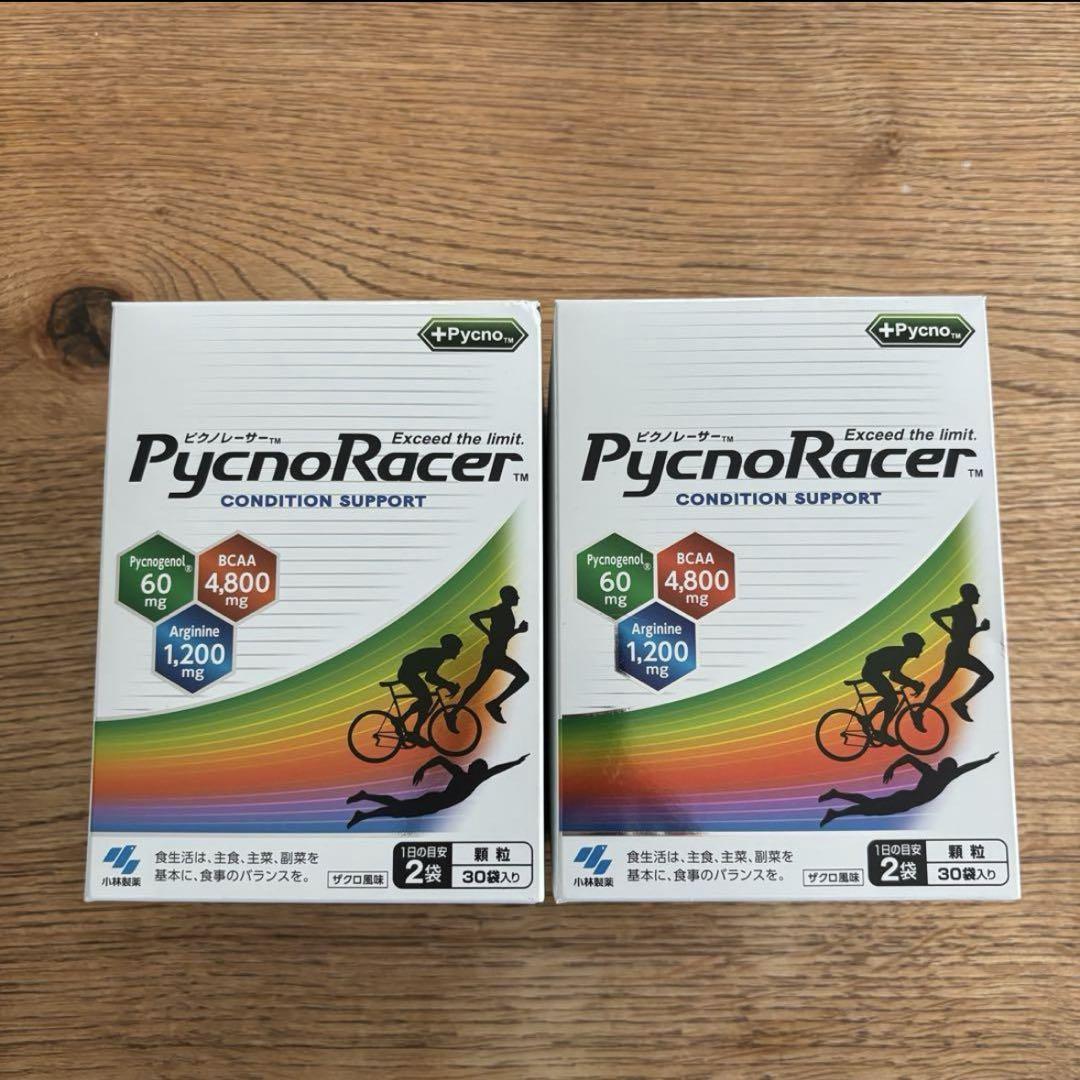 +Pycno™
ピクノレーサー™
Exceed the limit.
PycnoRacer™
CONDITION SUPPORT
Pycnogenol®
60
mg
BCAA
4,800
mg
Arginine
1,200
mg
小林製薬
食生活は、主食、主菜、副菜を
基本に、食事のバランスを。
ザクロ風味
1日の目安
2袋
顆粒
30袋入り
+Pycno™
ピクノレーサー™
Exceed the limit.
PycnoRacer™
CONDITION SUPPORT
Pycnogenol®
60
mg
BCAA
4,800
mg
Arginine
1,200
mg
小林製薬
食生活は、主食、主菜、副菜を
基本に、食事のバランスを。
ザクロ風味
1日の目安
2袋
顆粒
30袋入り